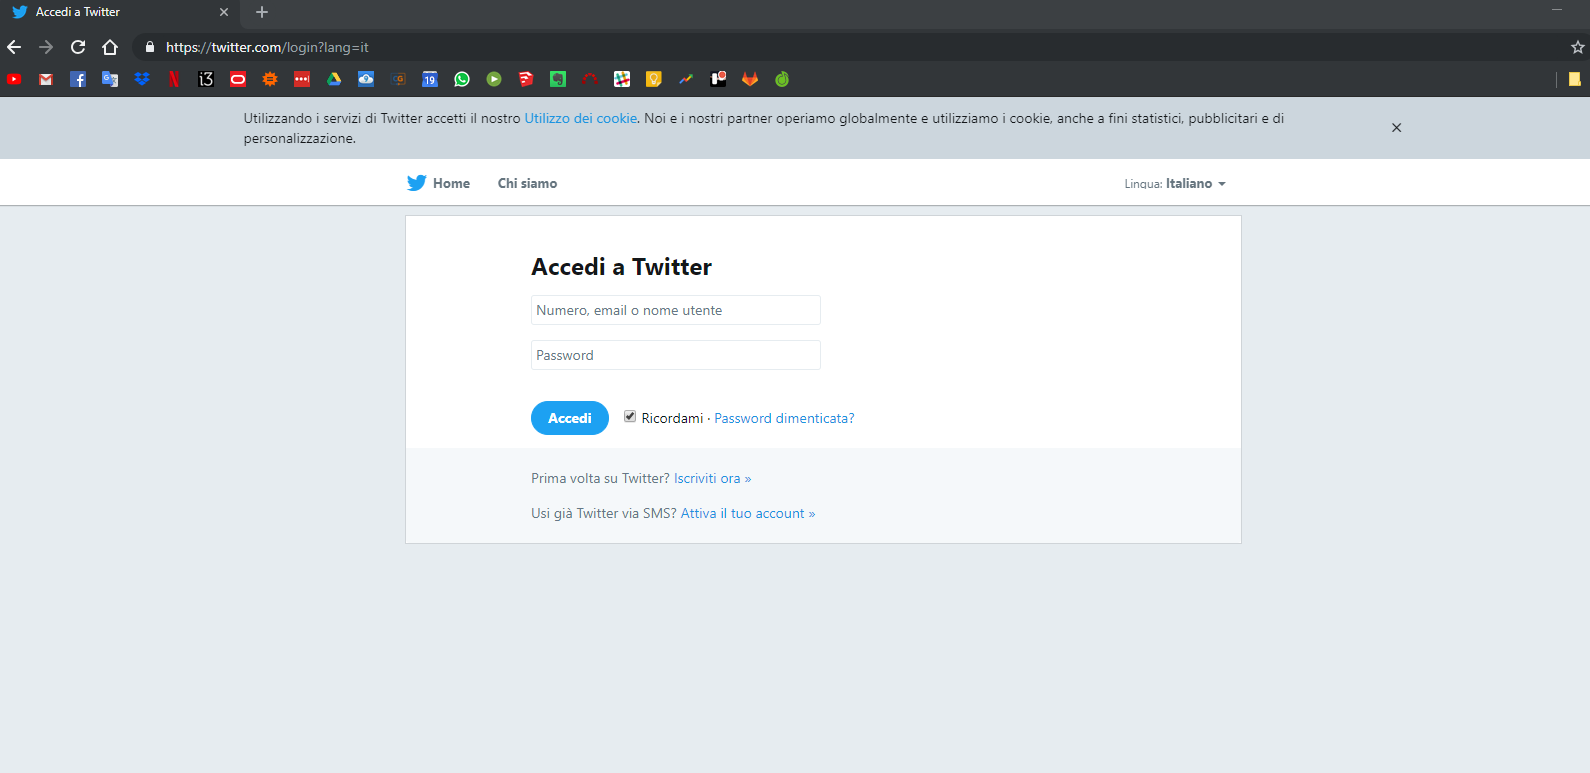 Accedi a Twitter
https://twitter.com/login?lang=it
i3
CG
19
Utilizzando i servizi di Twitter accetti il nostro Utilizzo dei cookie. Noi e i nostri partner operiamo globalmente e utilizziamo i cookie, anche a fini statistici, pubblicitari e di
personalizzazione.
Home Chi siamo Lingua: Italiano
Accedi a Twitter
Numero, email o nome utente
Password
Accedi Ricordami · Password dimenticata?
Prima volta su Twitter? Iscriviti ora »
Usi già Twitter via SMS? Attiva il tuo account »